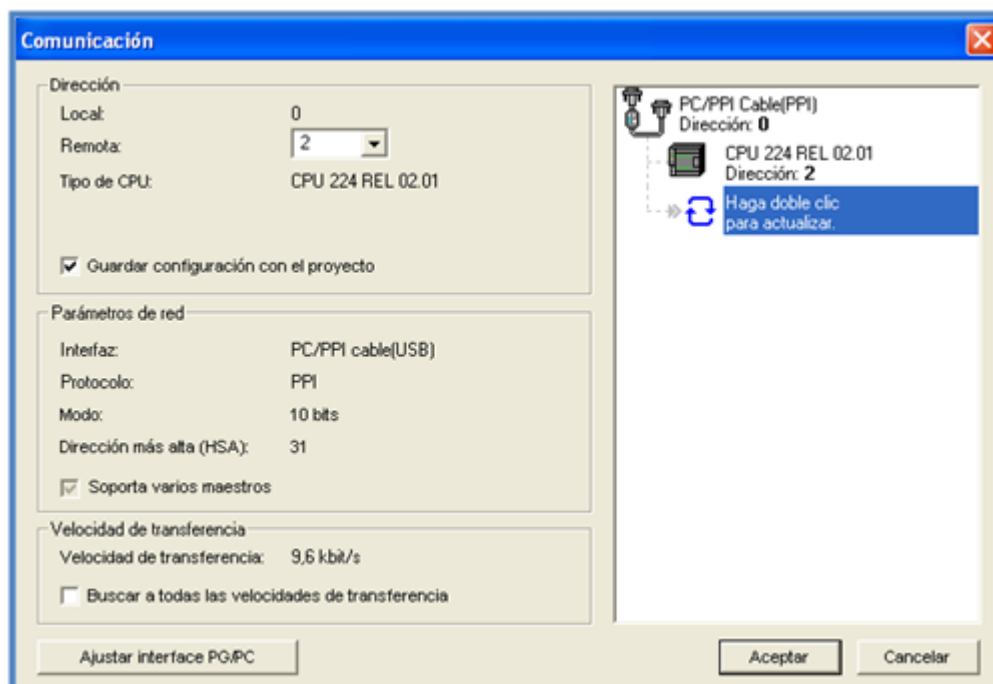 Comunicación
Dirección
Local: 0
Remota: 2
Tipo de CPU: CPU 224 REL 02.01
Guardar configuración con el proyecto
Parámetros de red
Interfaz: PC/PPI cable(USB)
Protocolo: PPI
Modo: 10 bits
Dirección más alta (HSA): 31
Soporta varios maestros
Velocidad de transferencia
Velocidad de transferencia: 9,6 kbit/s
Buscar a todas las velocidades de transferencia
Ajustar interface PG/PC
PC/PPI Cable(PPI)
Dirección: 0
CPU 224 REL 02.01
Dirección: 2
Haga doble clic
para actualizar.
Aceptar
Cancelar